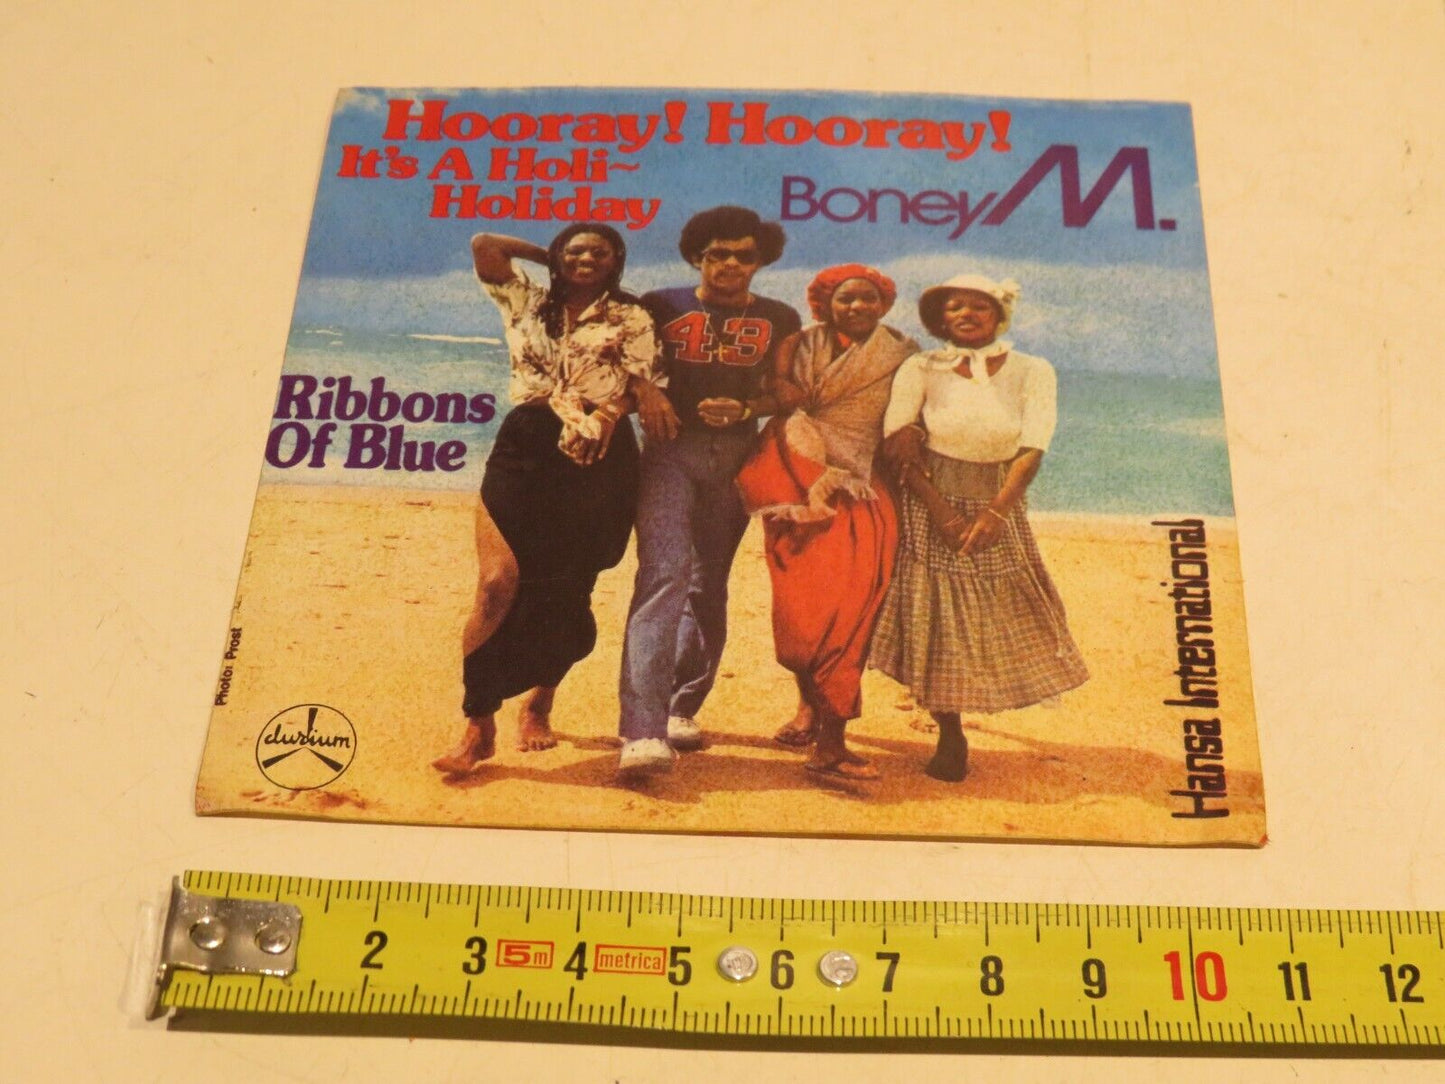 Hooray! Hooray!
It's A Holi~
Holiday
Boney M.
43
Ribbons
Of Blue
Photo: Prost
durium
Hansa International
2 3 5m 4 metrica 5 6 7 8 9 10 11 12